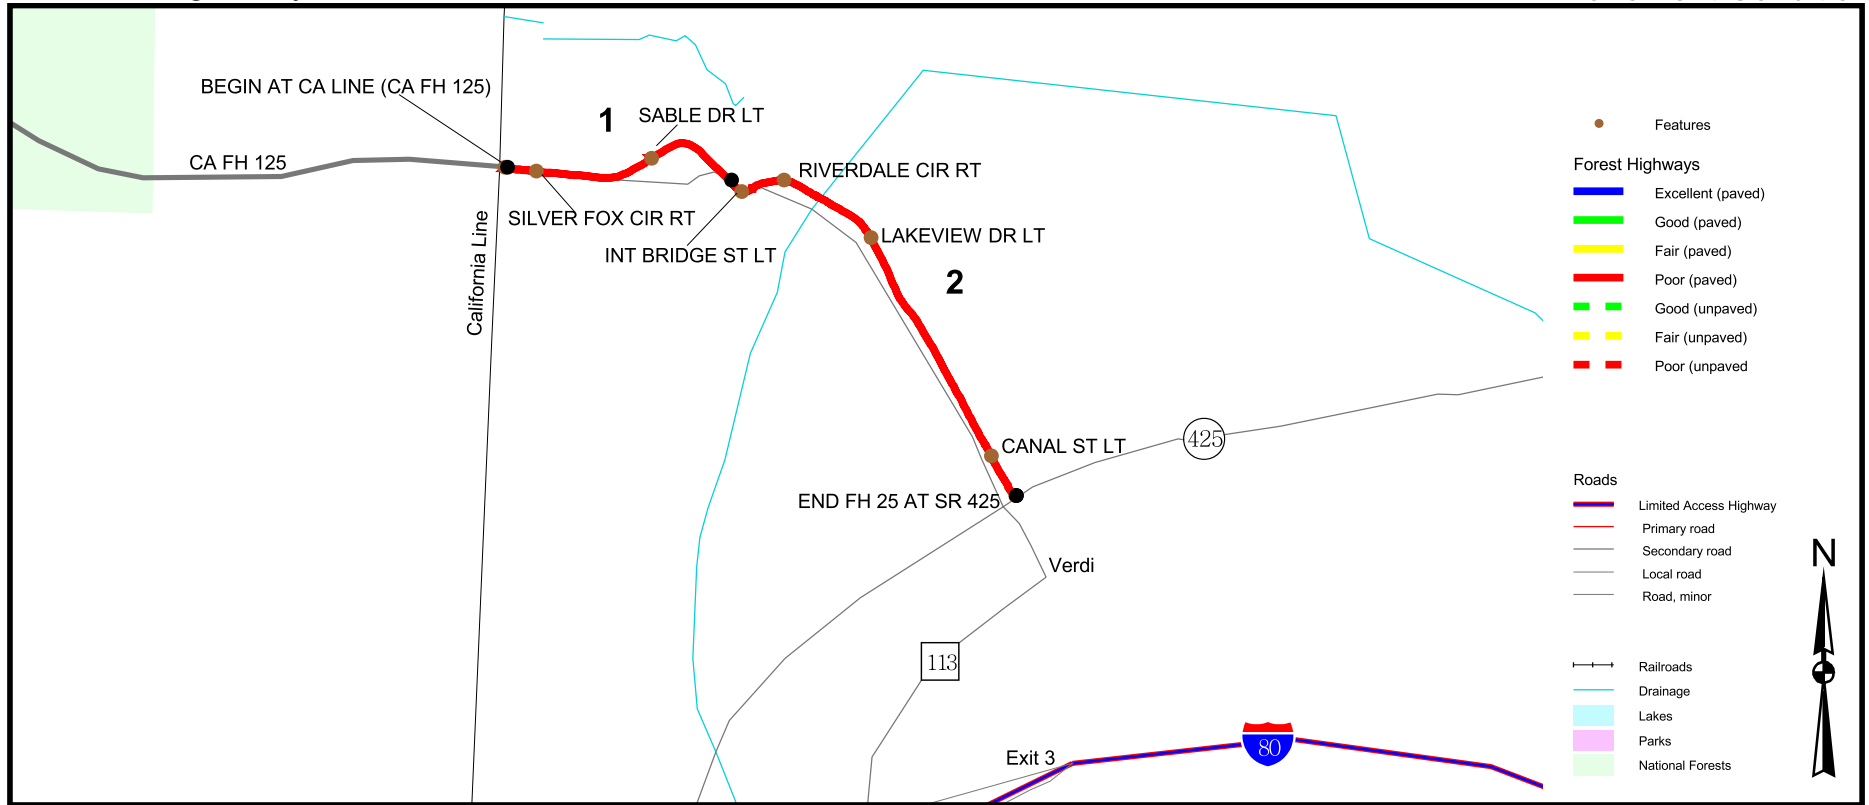 BEGIN AT CA LINE (CA FH 125)
1
SABLE DR LT
CA FH 125
RIVERDALE CIR RT
SILVER FOX CIR RT
INT BRIDGE ST LT
LAKEVIEW DR LT
2
California Line
CANAL ST LT
425
END FH 25 AT SR 425
Verdi
113
Exit 3
80
Features
Forest Highways
Excellent (paved)
Good (paved)
Fair (paved)
Poor (paved)
Good (unpaved)
Fair (unpaved)
Poor (unpaved
Roads
Limited Access Highway
Primary road
Secondary road
Local road
Road, minor
Railroads
Drainage
Lakes
Parks
National Forests
N